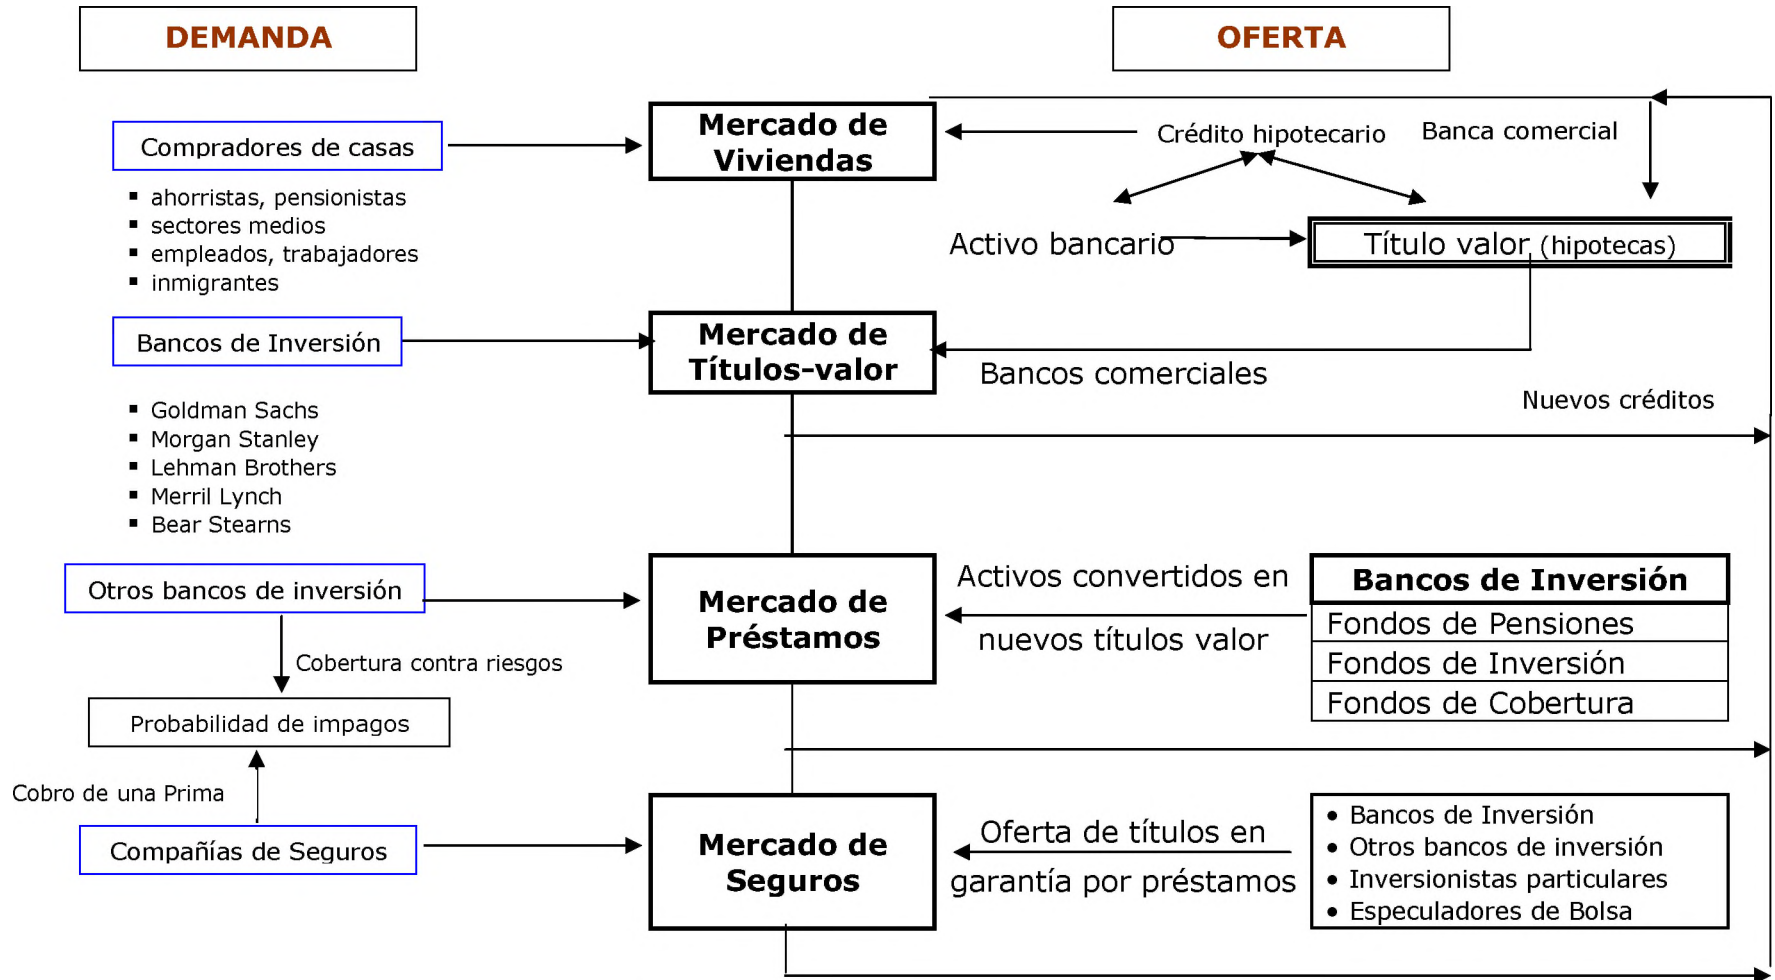 DEMANDA
OFERTA
Compradores de casas
▪ ahorristas, pensionistas
▪ sectores medios
▪ empleados, trabajadores
▪ inmigrantes
Mercado de
Viviendas
Crédito hipotecario
Banca comercial
Activo bancario
Título valor (hipotecas)
Bancos de Inversión
▪ Goldman Sachs
▪ Morgan Stanley
▪ Lehman Brothers
▪ Merril Lynch
▪ Bear Stearns
Mercado de
Títulos-valor
Bancos comerciales
Nuevos créditos
Otros bancos de inversión
Cobertura contra riesgos
Probabilidad de impagos
Cobro de una Prima
Mercado de
Préstamos
Activos convertidos en
nuevos títulos valor
Bancos de Inversión
Fondos de Pensiones
Fondos de Inversión
Fondos de Cobertura
Compañías de Seguros
Mercado de
Seguros
Oferta de títulos en
garantía por préstamos
• Bancos de Inversión
• Otros bancos de inversión
• Inversionistas particulares
• Especuladores de Bolsa